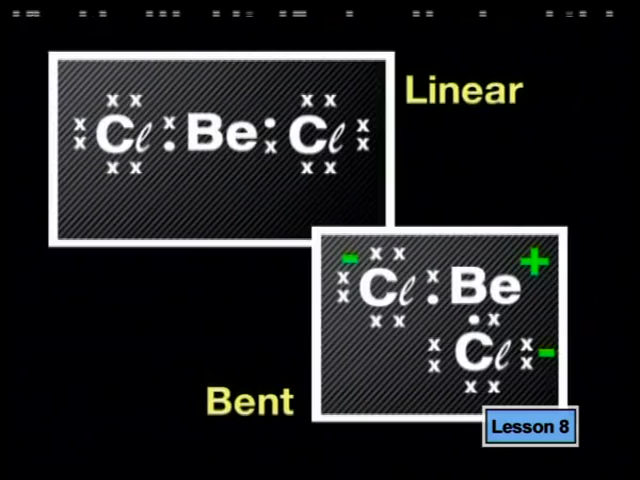 Linear
x x x x
x Cl x Be • Cl x
x • x x
x x x x
- x x +
x Cl x Be
x •
x x • x
x Cl x -
x x
x x
Bent
Lesson 8